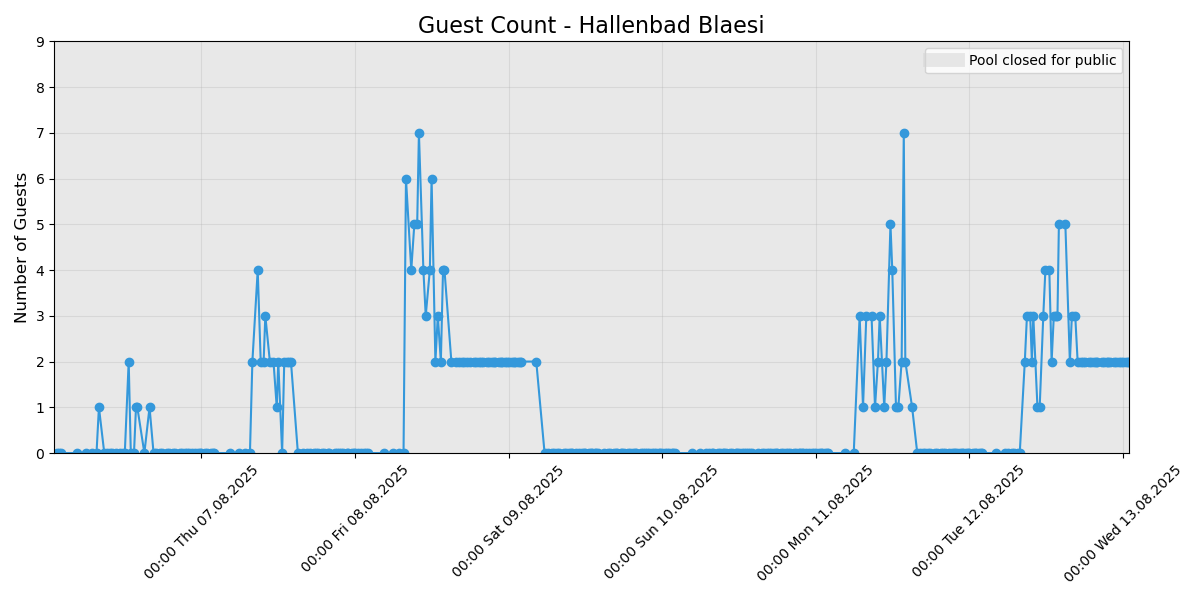 Guest Count - Hallenbad Blaesi
Pool closed for public
Number of Guests
9
8
7
6
5
4
3
2
1
0
00:00 Thu 07.08.2025
00:00 Fri 08.08.2025
00:00 Sat 09.08.2025
00:00 Sun 10.08.2025
00:00 Mon 11.08.2025
00:00 Tue 12.08.2025
00:00 Wed 13.08.2025